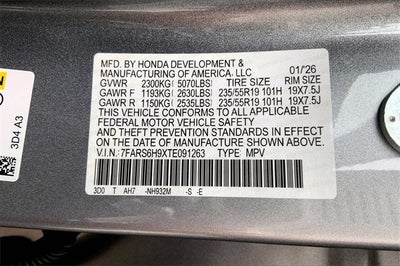 MFD. BY HONDA DEVELOPMENT &
MANUFACTURING OF AMERICA, LLC 01/26
GVWR 2300KG ( 5070LBS) TIRE SIZE RIM SIZE
GAWR F 1193KG ( 2630LBS) 235/55R19 101H 19X7.5J
GAWR R 1150KG ( 2535LBS) 235/55R19 101H 19X7.5J
THIS VEHICLE CONFORMS TO ALL APPLICABLE
FEDERAL MOTOR VEHICLE SAFETY STANDARDS IN
EFFECT ON THE DATE OF MANUFACTURE SHOWN ABOVE.
V.I.N.: 7FARS6H9XTE091263 TYPE: MPV
3D0 T AH7 -NH932M -S -E
3D4 A3